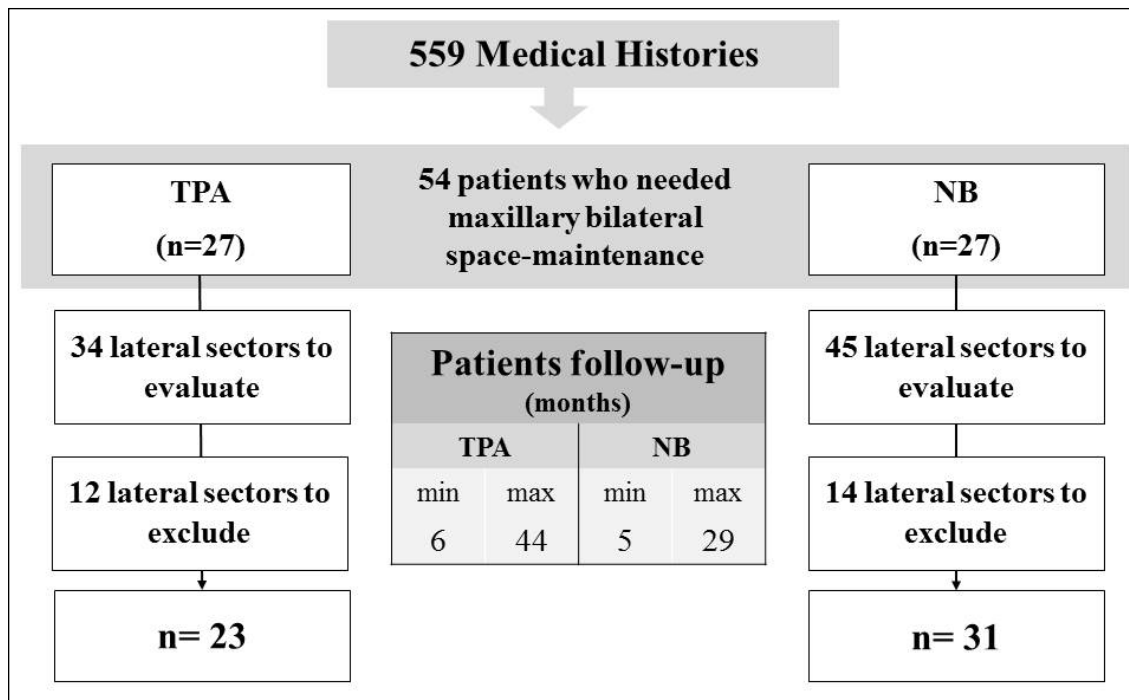 559 Medical Histories
TPA
(n=27)
54 patients who needed
maxillary bilateral
space-maintenance
NB
(n=27)
34 lateral sectors to
evaluate
12 lateral sectors to
exclude
n= 23
Patients follow-up
(months)
TPA NB
min max min max
6 44 5 29
45 lateral sectors to
evaluate
14 lateral sectors to
exclude
n= 31